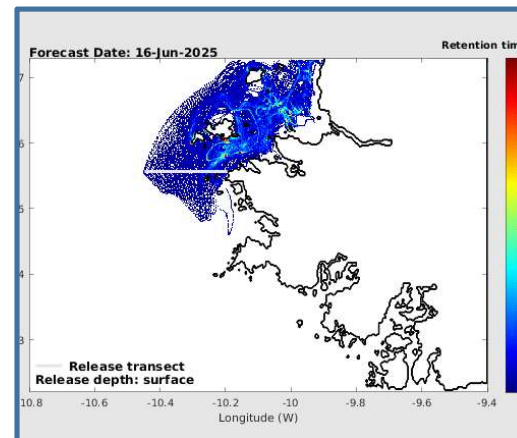 Forecast Date: 16-Jun-2025
Retention tim
7
6
5
4
3
Release transect
Release depth: surface
10.8 -10.6 -10.4 -10.2 -10 -9.8 -9.6 -9.4
Longitude (W)